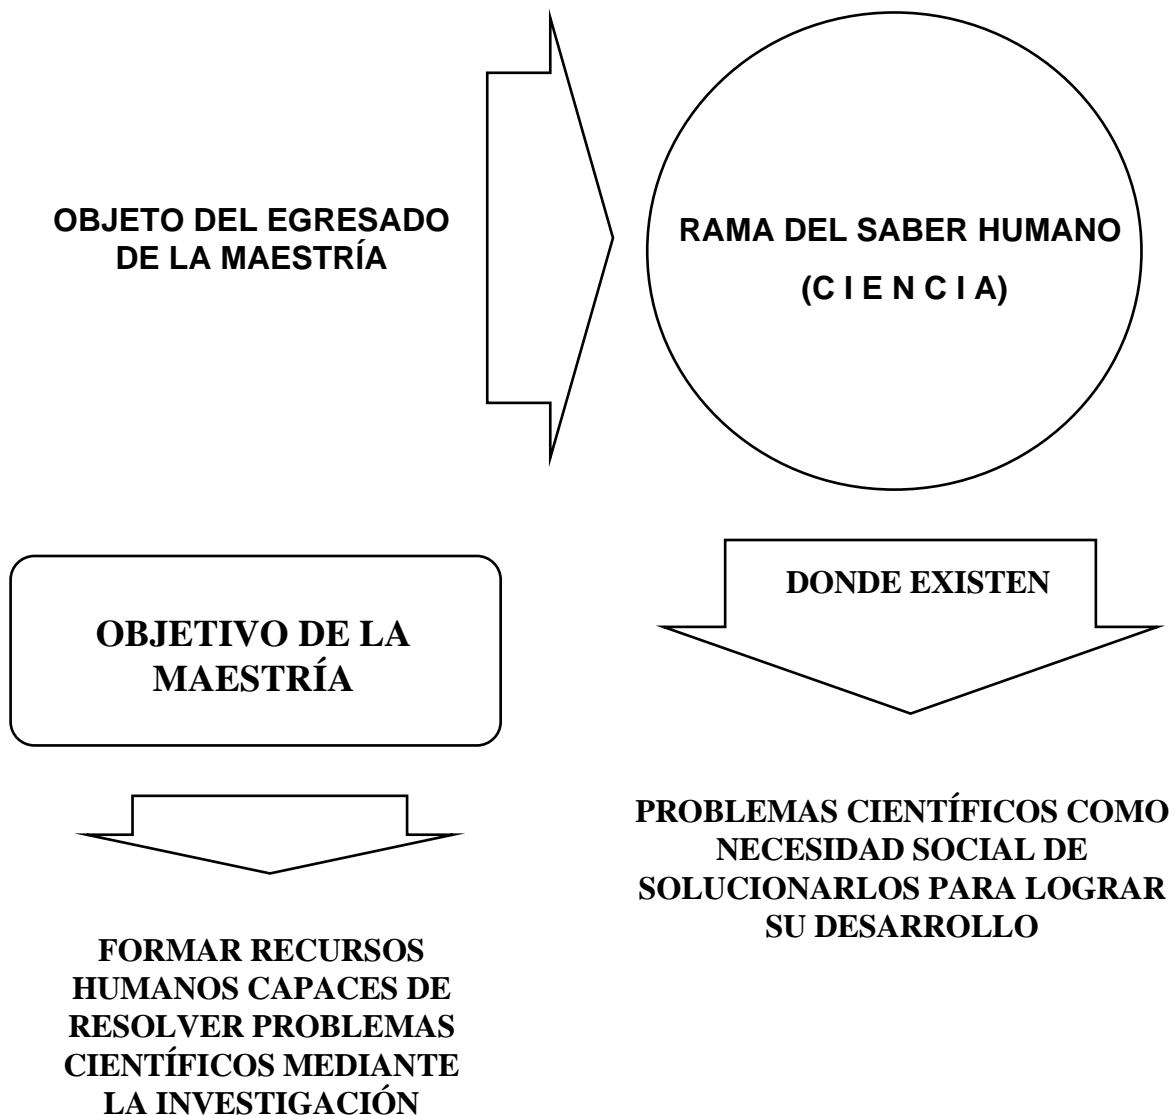 OBJETO DEL EGRESADO
DE LA MAESTRÍA
RAMA DEL SABER HUMANO
(C I E N C I A)
DONDE EXISTEN
PROBLEMAS CIENTÍFICOS COMO
NECESIDAD SOCIAL DE
SOLUCIONARLOS PARA LOGRAR
SU DESARROLLO
OBJETIVO DE LA
MAESTRÍA
FORMAR RECURSOS
HUMANOS CAPACES DE
RESOLVER PROBLEMAS
CIENTÍFICOS MEDIANTE
LA INVESTIGACIÓN